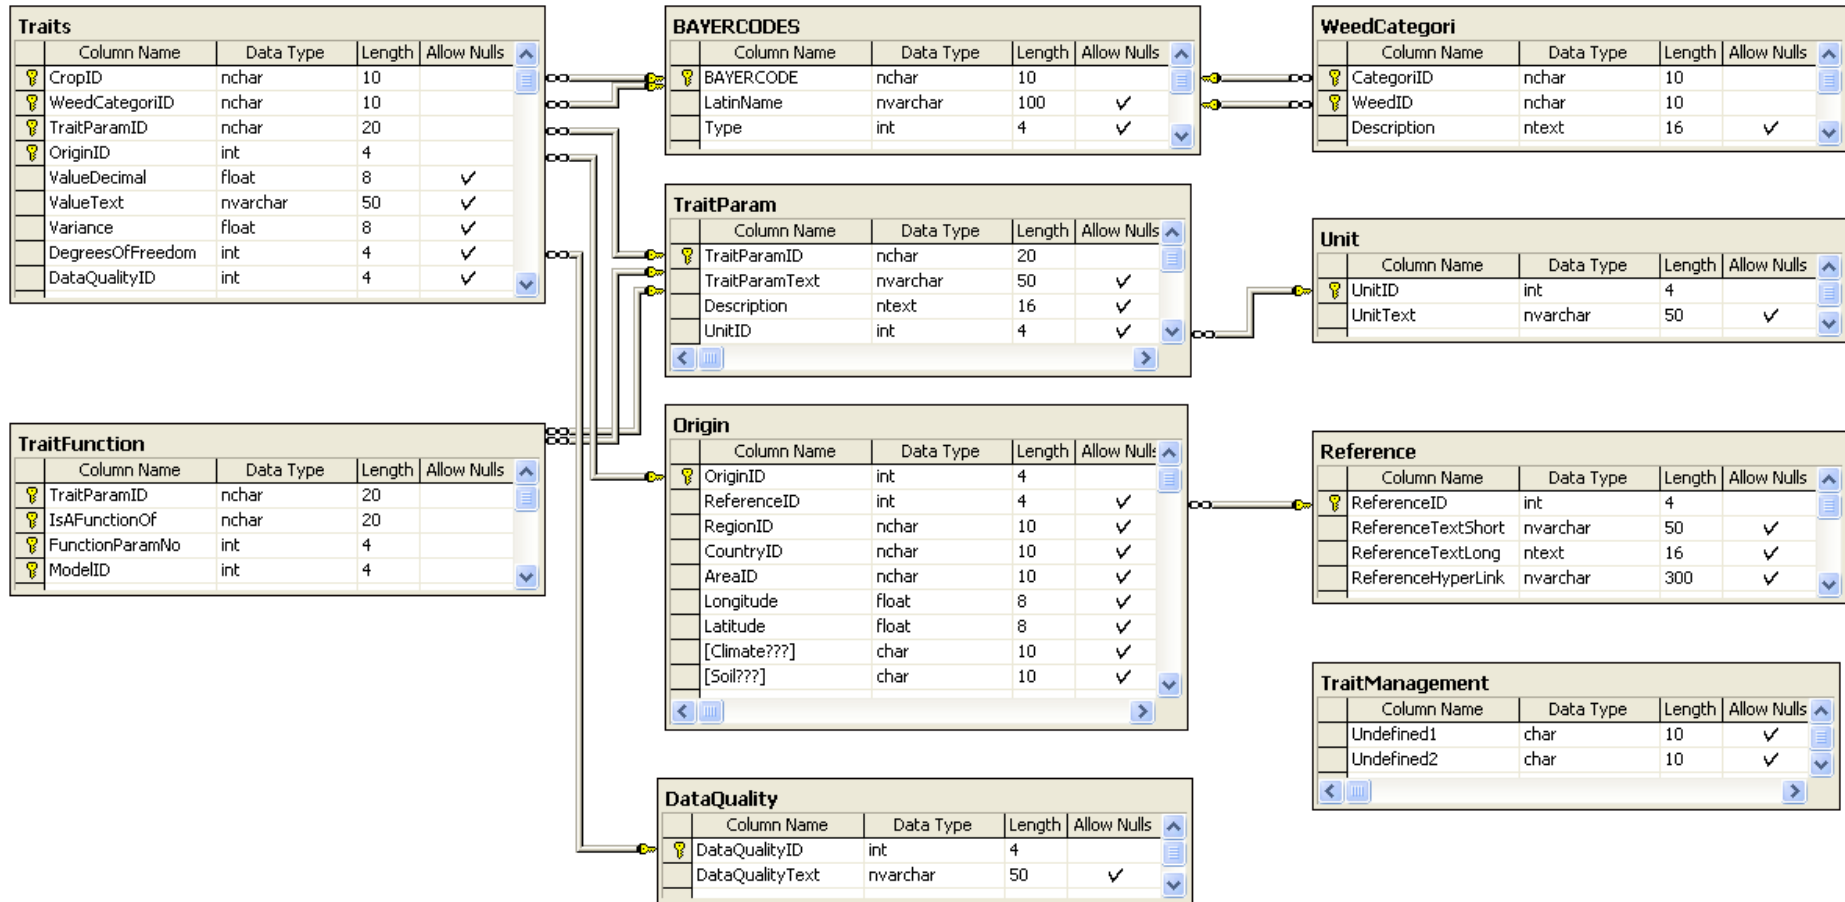 Traits
Column Name Data Type Length Allow Nulls
CropID nchar 10
WeedCategoriID nchar 10
TraitParamID nchar 20
OriginID int 4
ValueDecimal float 8
ValueText nvarchar 50
Variance float 8
DegreesOfFreedom int 4
DataQualityID int 4
TraitFunction
Column Name Data Type Length Allow Nulls
TraitParamID nchar 20
IsAFunctionOf nchar 20
FunctionParamNo int 4
ModelID int 4
BAYERCODES
Column Name Data Type Length Allow Nulls
BAYERCODE nchar 10
LatinName nvarchar 100
Type int 4
TraitParam
Column Name Data Type Length Allow Nulls
TraitParamID nchar 20
TraitParamText nvarchar 50
Description ntext 16
UnitID int 4
Origin
Column Name Data Type Length Allow Nulls
OriginID int 4
ReferenceID int 4
RegionID nchar 10
CountryID nchar 10
AreaID nchar 10
Longitude float 8
Latitude float 8
[Climate???] char 10
[Soil???] char 10
DataQuality
Column Name Data Type Length Allow Nulls
DataQualityID int 4
DataQualityText nvarchar 50
WeedCategori
Column Name Data Type Length Allow Nulls
CategoriID nchar 10
WeedID nchar 10
Description ntext 16
Unit
Column Name Data Type Length Allow Nulls
UnitID int 4
UnitText nvarchar 50
Reference
Column Name Data Type Length Allow Nulls
ReferenceID int 4
ReferenceTextShort nvarchar 50
ReferenceTextLong ntext 16
ReferenceHyperLink nvarchar 300
TraitManagement
Column Name Data Type Length Allow Nulls
Undefined1 char 10
Undefined2 char 10